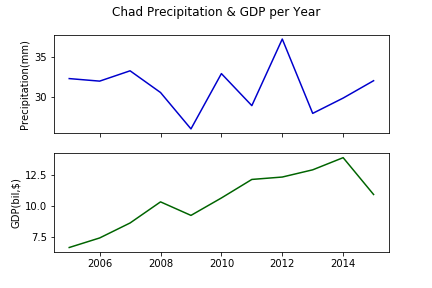 Chad Precipitation & GDP per Year
Precipitation(mm)
35
30
GDP(bil,$)
12.5
10.0
7.5
2006 2008 2010 2012 2014